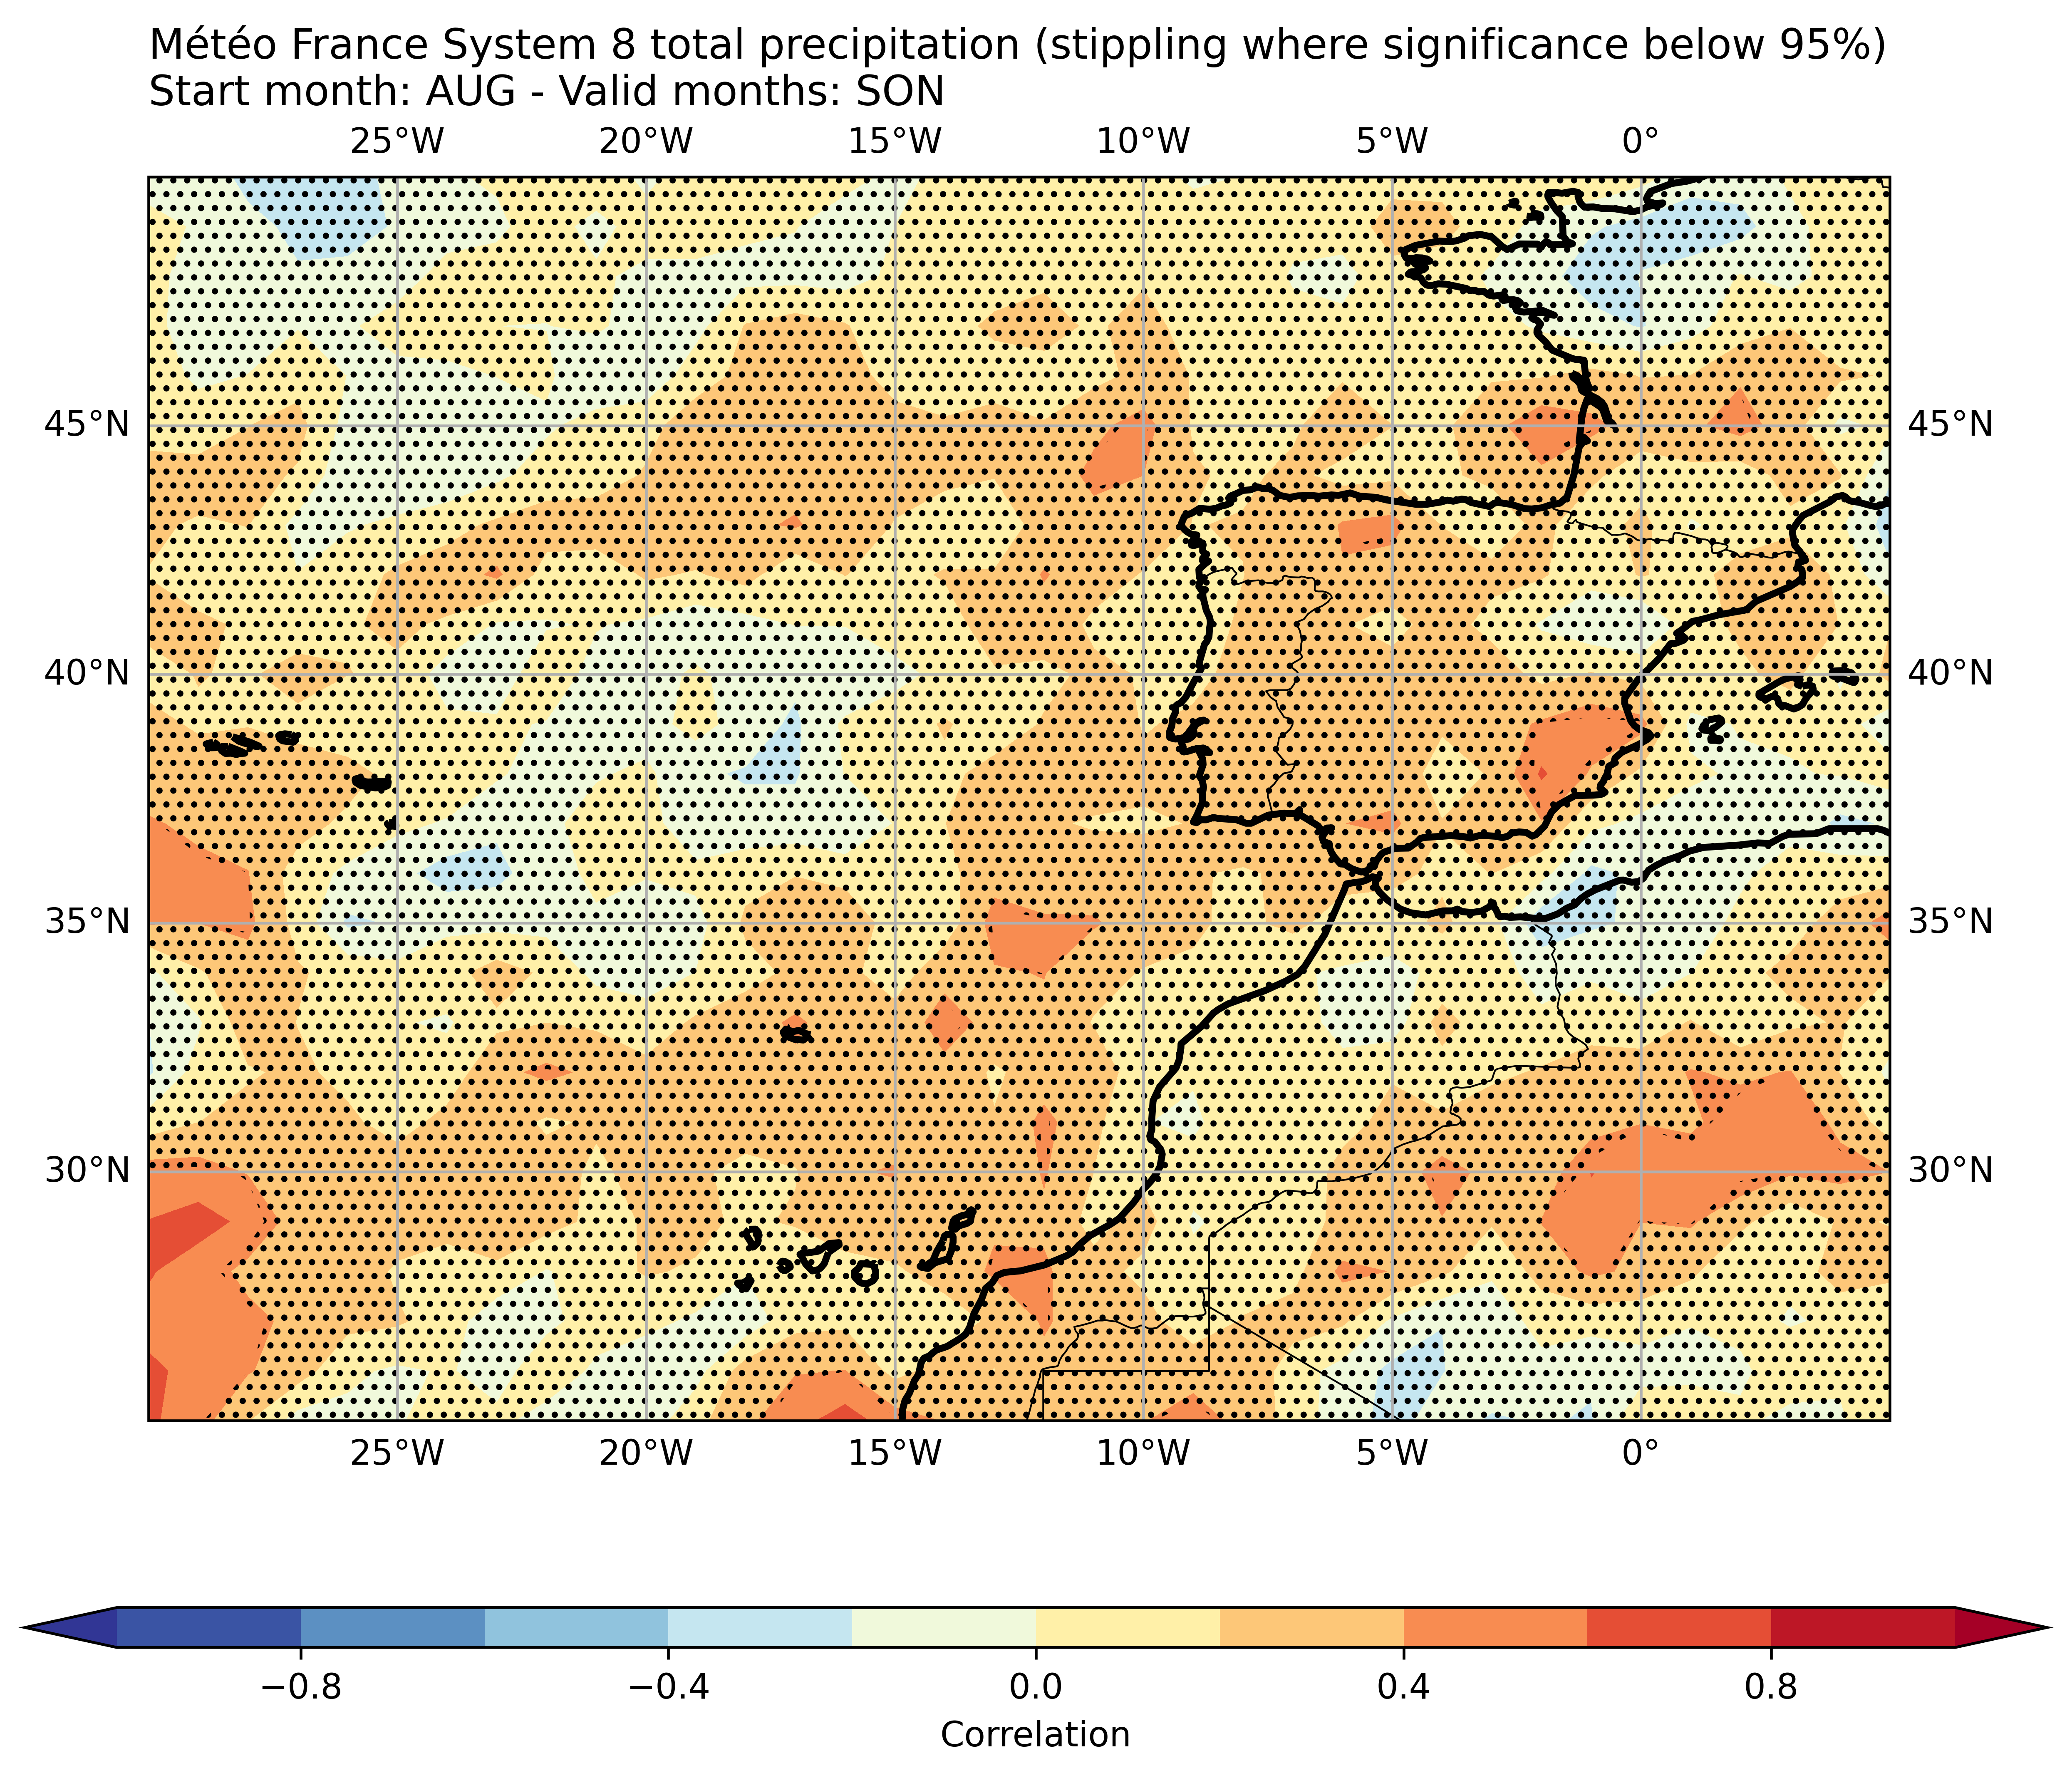 Météo France System 8 total precipitation (stippling where significance below 95%)
Start month: AUG - Valid months: SON
25°W 20°W 15°W 10°W 5°W 0°
45°N 45°N
40°N 40°N
35°N 35°N
30°N 30°N
25°W 20°W 15°W 10°W 5°W 0°
−0.8 −0.4 0.0 0.4 0.8
Correlation